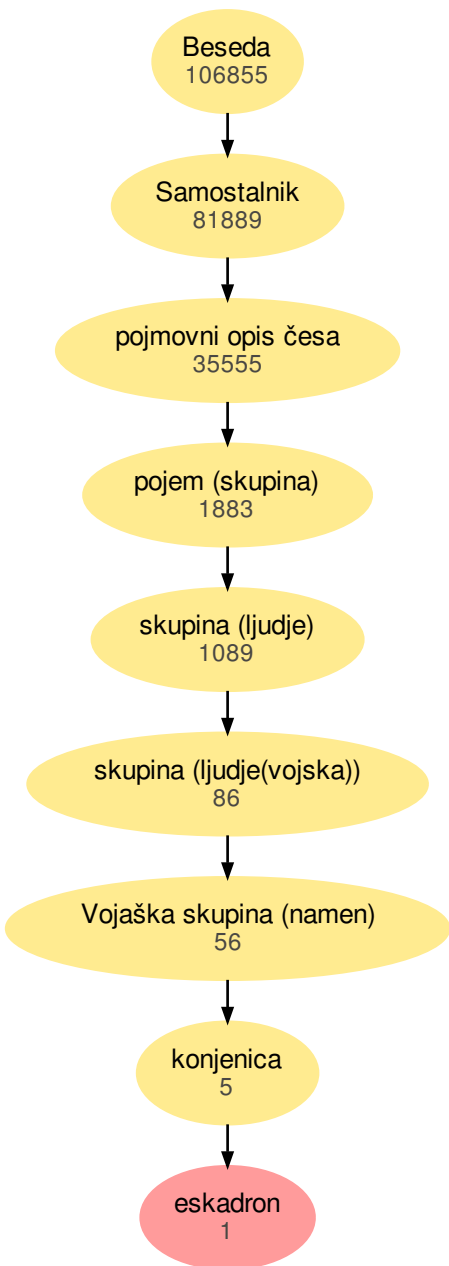 Beseda
106855
Samostalnik
81889
pojmovni opis česa
35555
pojem (skupina)
1883
skupina (ljudje)
1089
skupina (ljudje(vojska))
86
Vojaška skupina (namen)
56
konjenica
5
eskadron
1